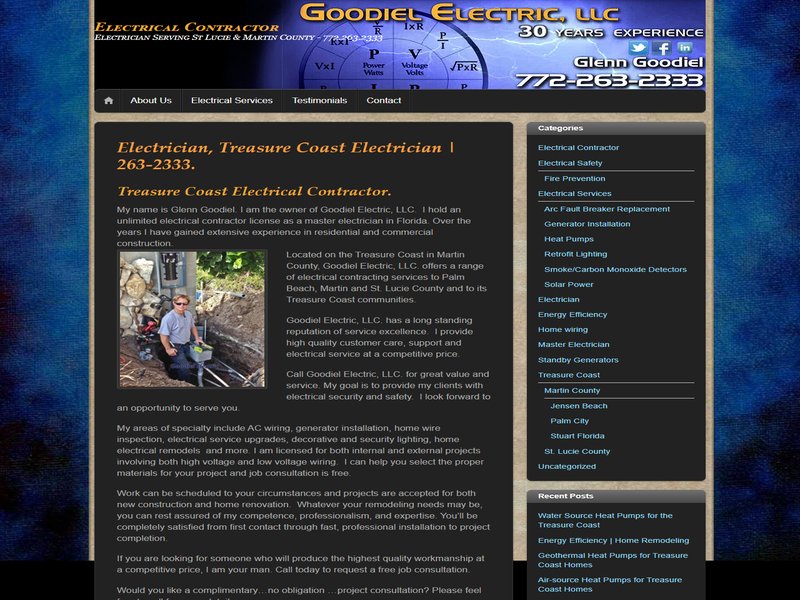 Electrical Contractor
Electrician Serving St Lucie & Martin County - 772.263.2333
Goodiel Electric, LLC
30 YEARS EXPERIENCE
Glenn Goodiel
772-263-2333
IxR
RxI
P
I
P
Power
Watts
V
Voltage
Volts
VxI
√PxR
I
R
About Us
Electrical Services
Testimonials
Contact
Electrician, Treasure Coast Electrician |
263-2333.
Treasure Coast Electrical Contractor.
My name is Glenn Goodiel. I am the owner of Goodiel Electric, LLC. I hold an
unlimited electrical contractor license as a master electrician in Florida. Over the
years I have gained extensive experience in residential and commercial
construction.
Located on the Treasure Coast in Martin
County, Goodiel Electric, LLC. offers a range
of electrical contracting services to Palm
Beach, Martin and St. Lucie County and to its
Treasure Coast communities.
Goodiel Electric, LLC. has a long standing
reputation of service excellence. I provide
high quality customer care, support and
electrical service at a competitive price.
Call Goodiel Electric, LLC. for great value and
service. My goal is to provide my clients with
electrical security and safety. I look forward to
an opportunity to serve you.
My areas of specialty include AC wiring, generator installation, home wire
inspection, electrical service upgrades, decorative and security lighting, home
electrical remodels and more. I am licensed for both internal and external projects
involving both high voltage and low voltage wiring. I can help you select the proper
materials for your project and job consultation is free.
Work can be scheduled to your circumstances and projects are accepted for both
new construction and home renovation. Whatever your remodeling needs may be,
you can rest assured of my competence, professionalism, and expertise. You'll be
completely satisfied from first contact through fast, professional installation to project
completion.
If you are looking for someone who will produce the highest quality workmanship at
a competitive price, I am your man. Call today to request a free job consultation.
Would you like a complimentary…no obligation …project consultation? Please feel
Categories
Electrical Contractor
Electrical Safety
Fire Prevention
Electrical Services
Arc Fault Breaker Replacement
Generator Installation
Heat Pumps
Retrofit Lighting
Smoke/Carbon Monoxide Detectors
Solar Power
Electrician
Energy Efficiency
Home wiring
Master Electrician
Standby Generators
Treasure Coast
Martin County
Jensen Beach
Palm City
Stuart Florida
St. Lucie County
Uncategorized
Recent Posts
Water Source Heat Pumps for the
Treasure Coast
Energy Efficiency | Home Remodeling
Geothermal Heat Pumps for Treasure
Coast Homes
Air-source Heat Pumps for Treasure
Coast Homes